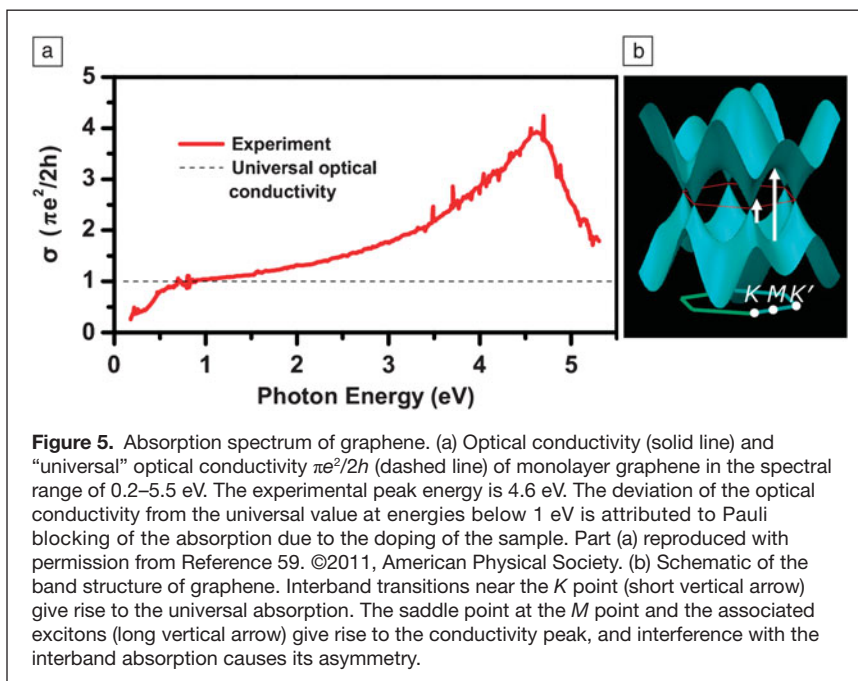 a
b
5
4
3
2
1
0
σ (πe²/2h)
Experiment
Universal optical
conductivity
0 1 2 3 4 5
Photon Energy (eV)
K M K′
Figure 5. Absorption spectrum of graphene. (a) Optical conductivity (solid line) and
“universal” optical conductivity πe²/2h (dashed line) of monolayer graphene in the spectral
range of 0.2–5.5 eV. The experimental peak energy is 4.6 eV. The deviation of the optical
conductivity from the universal value at energies below 1 eV is attributed to Pauli
blocking of the absorption due to the doping of the sample. Part (a) reproduced with
permission from Reference 59. ©2011, American Physical Society. (b) Schematic of the
band structure of graphene. Interband transitions near the K point (short vertical arrow)
give rise to the universal absorption. The saddle point at the M point and the associated
excitons (long vertical arrow) give rise to the conductivity peak, and interference with the
interband absorption causes its asymmetry.